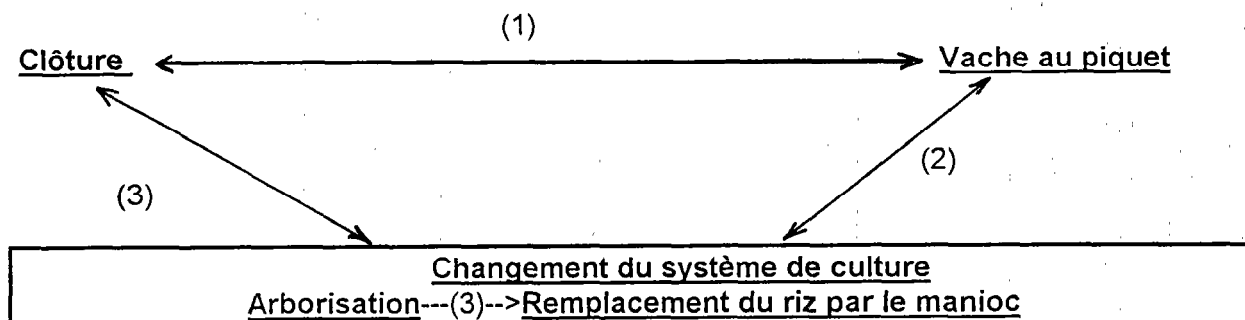 (1)
Clôture
Vache au piquet
(2)
(3)
Changement du système de culture
Arborisation---(3)-->Remplacement du riz par le manioc